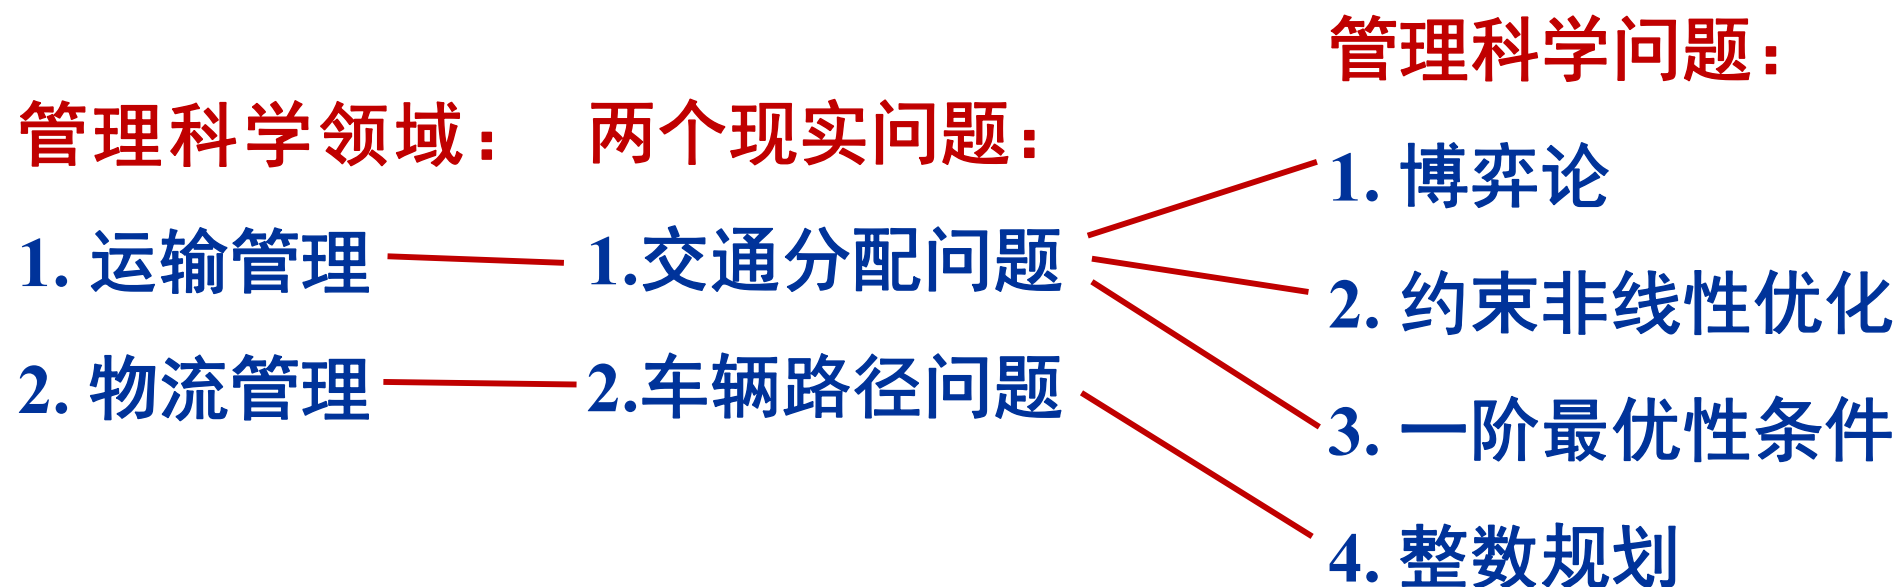 管理科学领域：
1. 运输管理
2. 物流管理
两个现实问题：
1.交通分配问题
2.车辆路径问题
管理科学问题：
1. 博弈论
2. 约束非线性优化
3. 一阶最优性条件
4. 整数规划